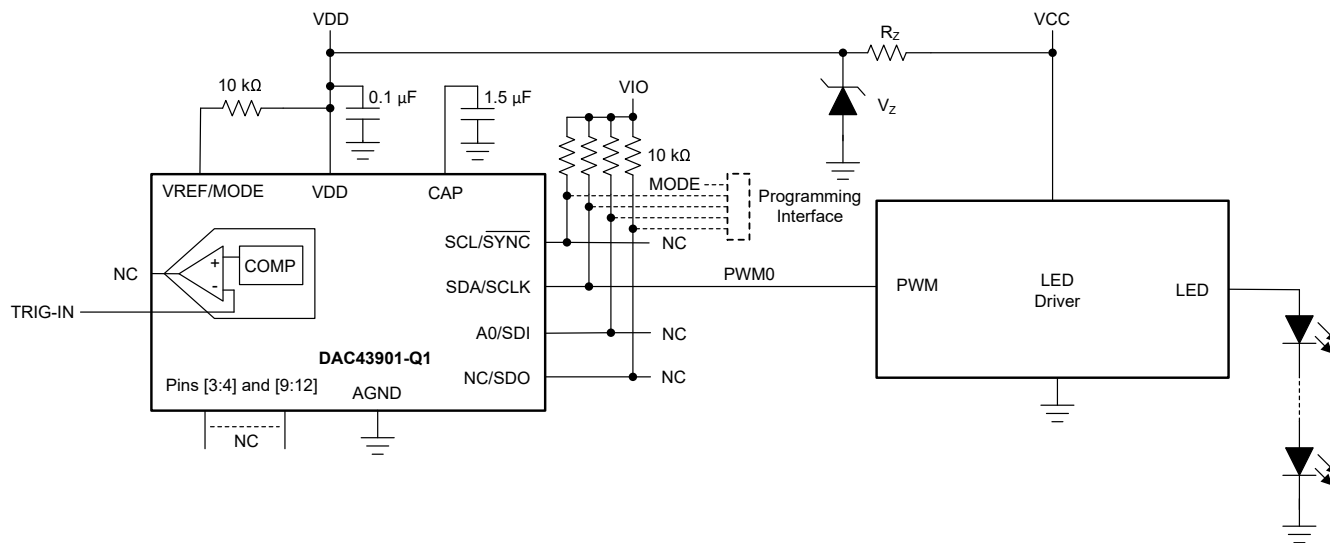 VDD
VCC
R_Z
10 kΩ
0.1 µF
1.5 µF
VIO
V_Z
10 kΩ
VREF/MODE
VDD
CAP
MODE
Programming
Interface
SCL/SYNC
NC
NC
+
COMP
-
PWM0
SDA/SCLK
PWM
LED
Driver
LED
TRIG-IN
A0/SDI
NC
DAC43901-Q1
NC/SDO
NC
Pins [3:4] and [9:12]
AGND
NC